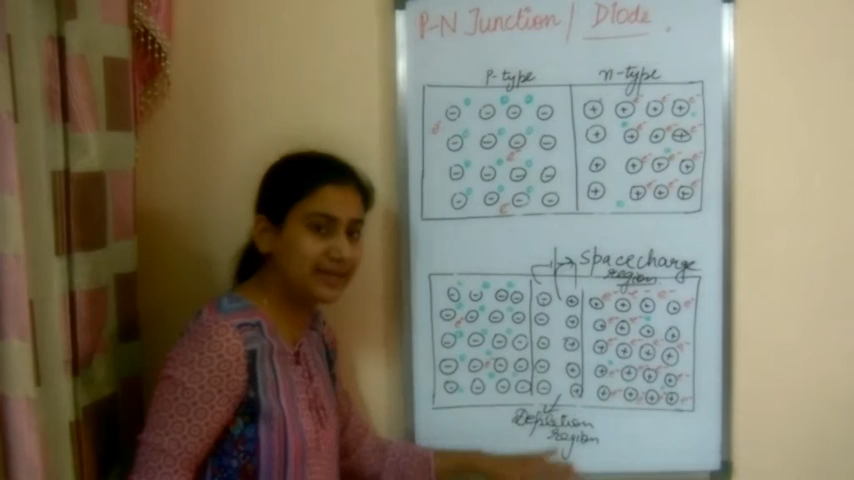 P-N Junction / Diode.
P-type n-type
Space charge
region.
Depletion
region